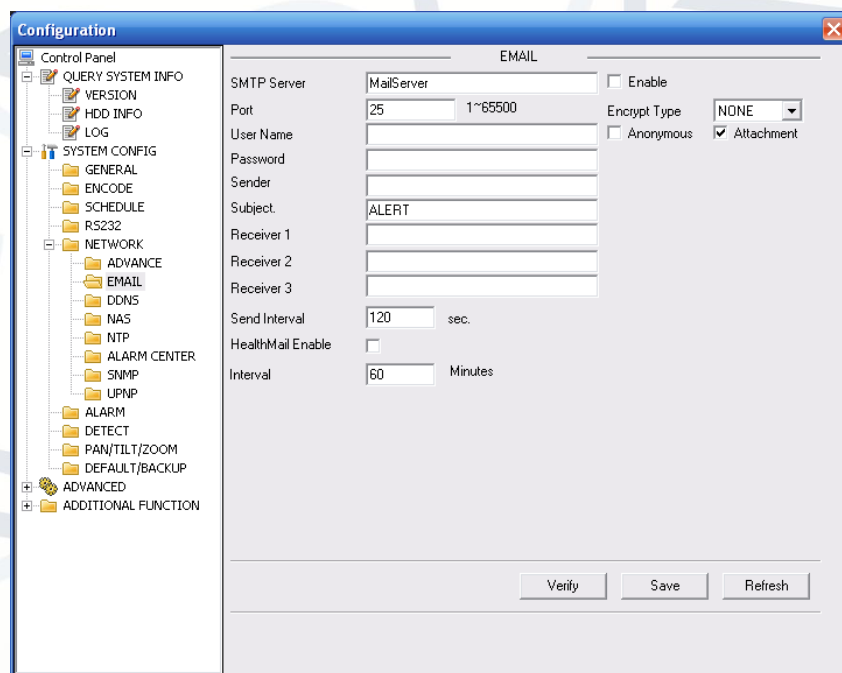 Configuration
Control Panel
QUERY SYSTEM INFO
VERSION
HDD INFO
LOG
SYSTEM CONFIG
GENERAL
ENCODE
SCHEDULE
RS232
NETWORK
ADVANCE
EMAIL
DDNS
NAS
NTP
ALARM CENTER
SNMP
UPNP
ALARM
DETECT
PAN/TILT/ZOOM
DEFAULT/BACKUP
ADVANCED
ADDITIONAL FUNCTION
EMAIL
SMTP Server MailServer Enable
Port 25 1~65500 Encrypt Type NONE
User Name Anonymous Attachment
Password
Sender
Subject. ALERT
Receiver 1
Receiver 2
Receiver 3
Send Interval 120 sec.
HealthMail Enable
Interval 60 Minutes
Verify Save Refresh